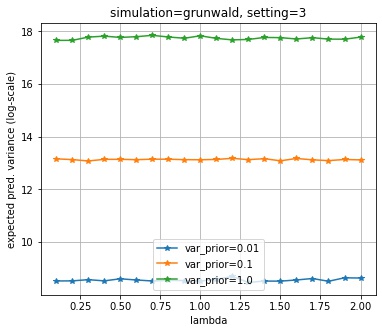 simulation=grunwald, setting=3
expected pred. variance (log-scale)
18
16
14
12
10
var_prior=0.01
var_prior=0.1
var_prior=1.0
0.25 0.50 0.75 1.00 1.25 1.50 1.75 2.00
lambda